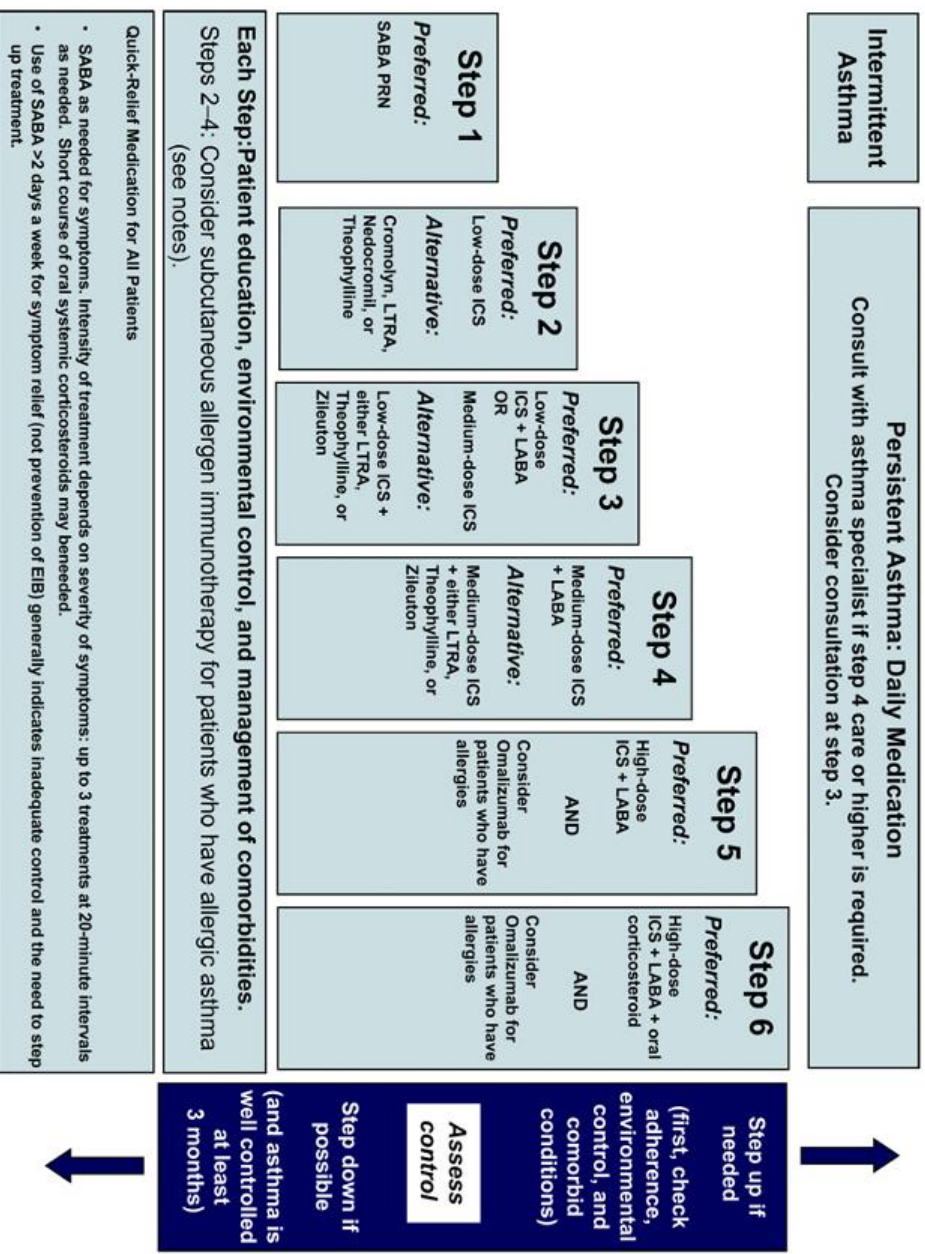 Intermittent
Asthma
Persistent Asthma: Daily Medication
Consult with asthma specialist if step 4 care or higher is required.
Consider consultation at step 3.
Step 1
Preferred:
SABA PRN
Step 2
Preferred:
Low-dose ICS
Alternative:
Cromolyn, LTRA,
Nedocromil, or
Theophylline
Step 3
Preferred:
Low-dose
ICS + LABA
OR
Medium-dose ICS
Alternative:
Low-dose ICS +
either LTRA,
Theophylline, or
Zileuton
Step 4
Preferred:
Medium-dose ICS
+ LABA
Alternative:
Medium-dose ICS
+ either LTRA,
Theophylline, or
Zileuton
Step 5
Preferred:
High-dose
ICS + LABA
AND
Consider
Omalizumab for
patients who have
allergies
Step 6
Preferred:
High-dose
ICS + LABA + oral
corticosteroid
AND
Consider
Omalizumab for
patients who have
allergies
Step up if
needed
(first, check
adherence,
environmental
control, and
comorbid
conditions)
Assess
control
Step down if
possible
(and asthma is
well controlled
at least
3 months)
Each Step:Patient education, environmental control, and management of comorbidities.
Steps 2–4: Consider subcutaneous allergen immunotherapy for patients who have allergic asthma
(see notes).
Quick-Relief Medication for All Patients
• SABA as needed for symptoms. Intensity of treatment depends on severity of symptoms: up to 3 treatments at 20-minute intervals
as needed. Short course of oral systemic corticosteroids may beneeded.
• Use of SABA >2 days a week for symptom relief (not prevention of EIB) generally indicates inadequate control and the need to step
up treatment.